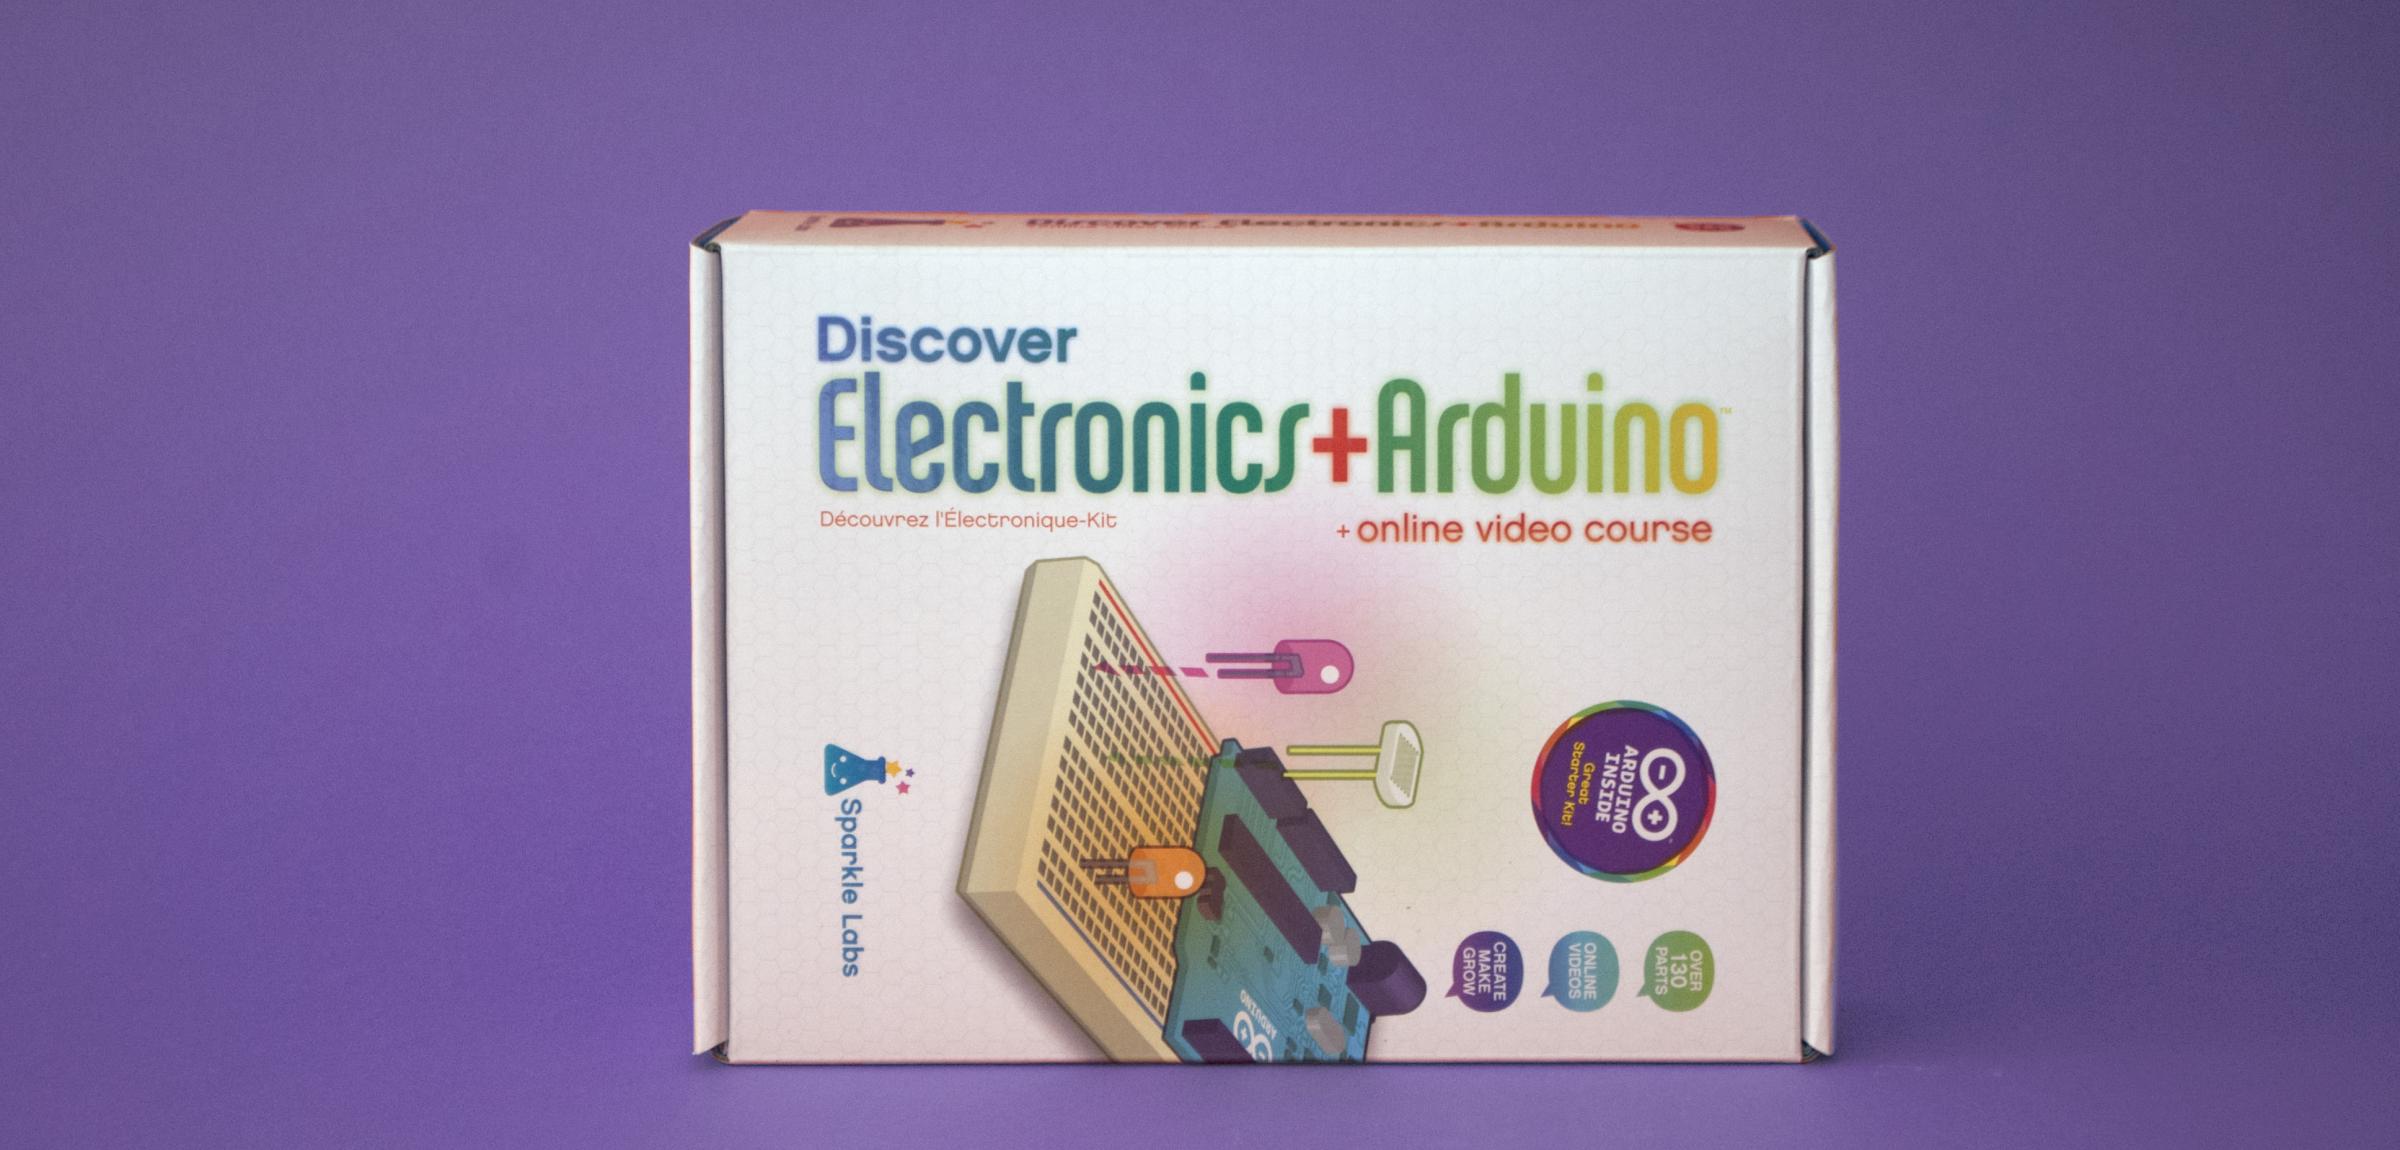 Discover Electronics+Arduino
Discover
Electronics+Arduino™
Découvrez l'Électronique-Kit
+ online video course
Sparkle Labs
ARDUINO
INSIDE
Great
Starter Kit!
CREATE
MAKE
GROW
ONLINE
VIDEOS
OVER
130
PARTS
ARDUINO